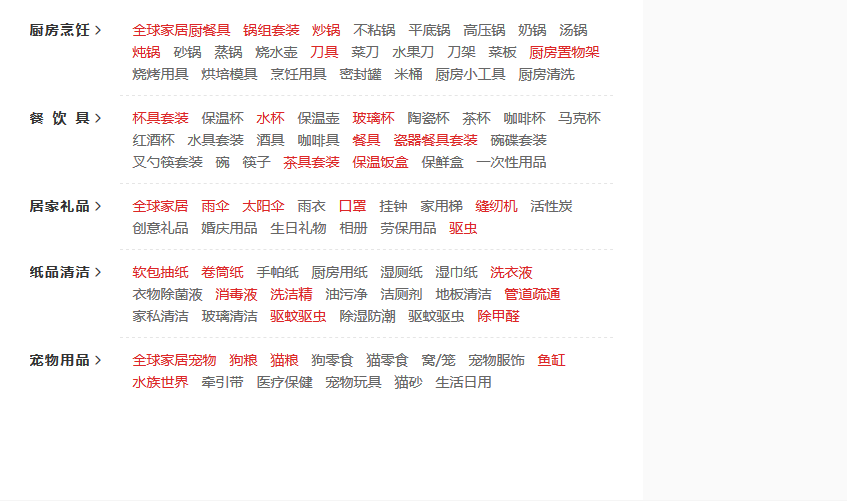 厨房烹饪 > 全球家居厨餐具 锅组套装 炒锅 不粘锅 平底锅 高压锅 奶锅 汤锅
炖锅 砂锅 蒸锅 烧水壶 刀具 菜刀 水果刀 刀架 菜板 厨房置物架
烧烤用具 烘培模具 烹饪用具 密封罐 米桶 厨房小工具 厨房清洗
餐 饮 具 > 杯具套装 保温杯 水杯 保温壶 玻璃杯 陶瓷杯 茶杯 咖啡杯 马克杯
红酒杯 水具套装 酒具 咖啡具 餐具 瓷器餐具套装 碗碟套装
叉勺筷套装 碗 筷子 茶具套装 保温饭盒 保鲜盒 一次性用品
居家礼品 > 全球家居 雨伞 太阳伞 雨衣 口罩 挂钟 家用梯 缝纫机 活性炭
创意礼品 婚庆用品 生日礼物 相册 劳保用品 驱虫
纸品清洁 > 软包抽纸 卷筒纸 手帕纸 厨房用纸 湿厕纸 湿巾纸 洗衣液
衣物除菌液 消毒液 洗洁精 油污净 洁厕剂 地板清洁 管道疏通
家私清洁 玻璃清洁 驱蚊驱虫 除湿防潮 驱蚊驱虫 除甲醛
宠物用品 > 全球家居宠物 狗粮 猫粮 狗零食 猫零食 窝/笼 宠物服饰 鱼缸
水族世界 牵引带 医疗保健 宠物玩具 猫砂 生活日用